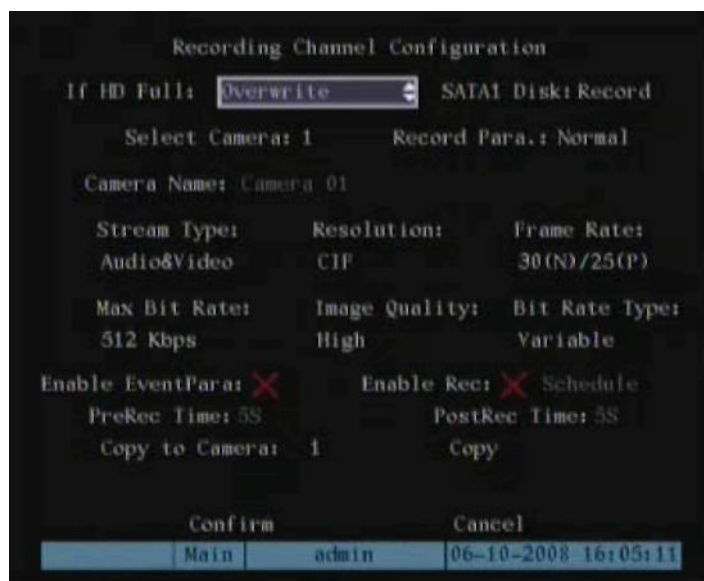 Recording Channel Configuration
If HD Full: Overwrite SATA1 Disk: Record
Select Camera: 1 Record Para.: Normal
Camera Name: Camera 01
Stream Type: Resolution: Frame Rate:
Audio&Video CIF 30(N)/25(P)
Max Bit Rate: Image Quality: Bit Rate Type:
512 Kbps High Variable
Enable EventPara: Enable Rec: Schedule
PreRec Time: 5S PostRec Time: 5S
Copy to Camera: 1 Copy
Confirm Cancel
Main admin 06-10-2008 16:05:11